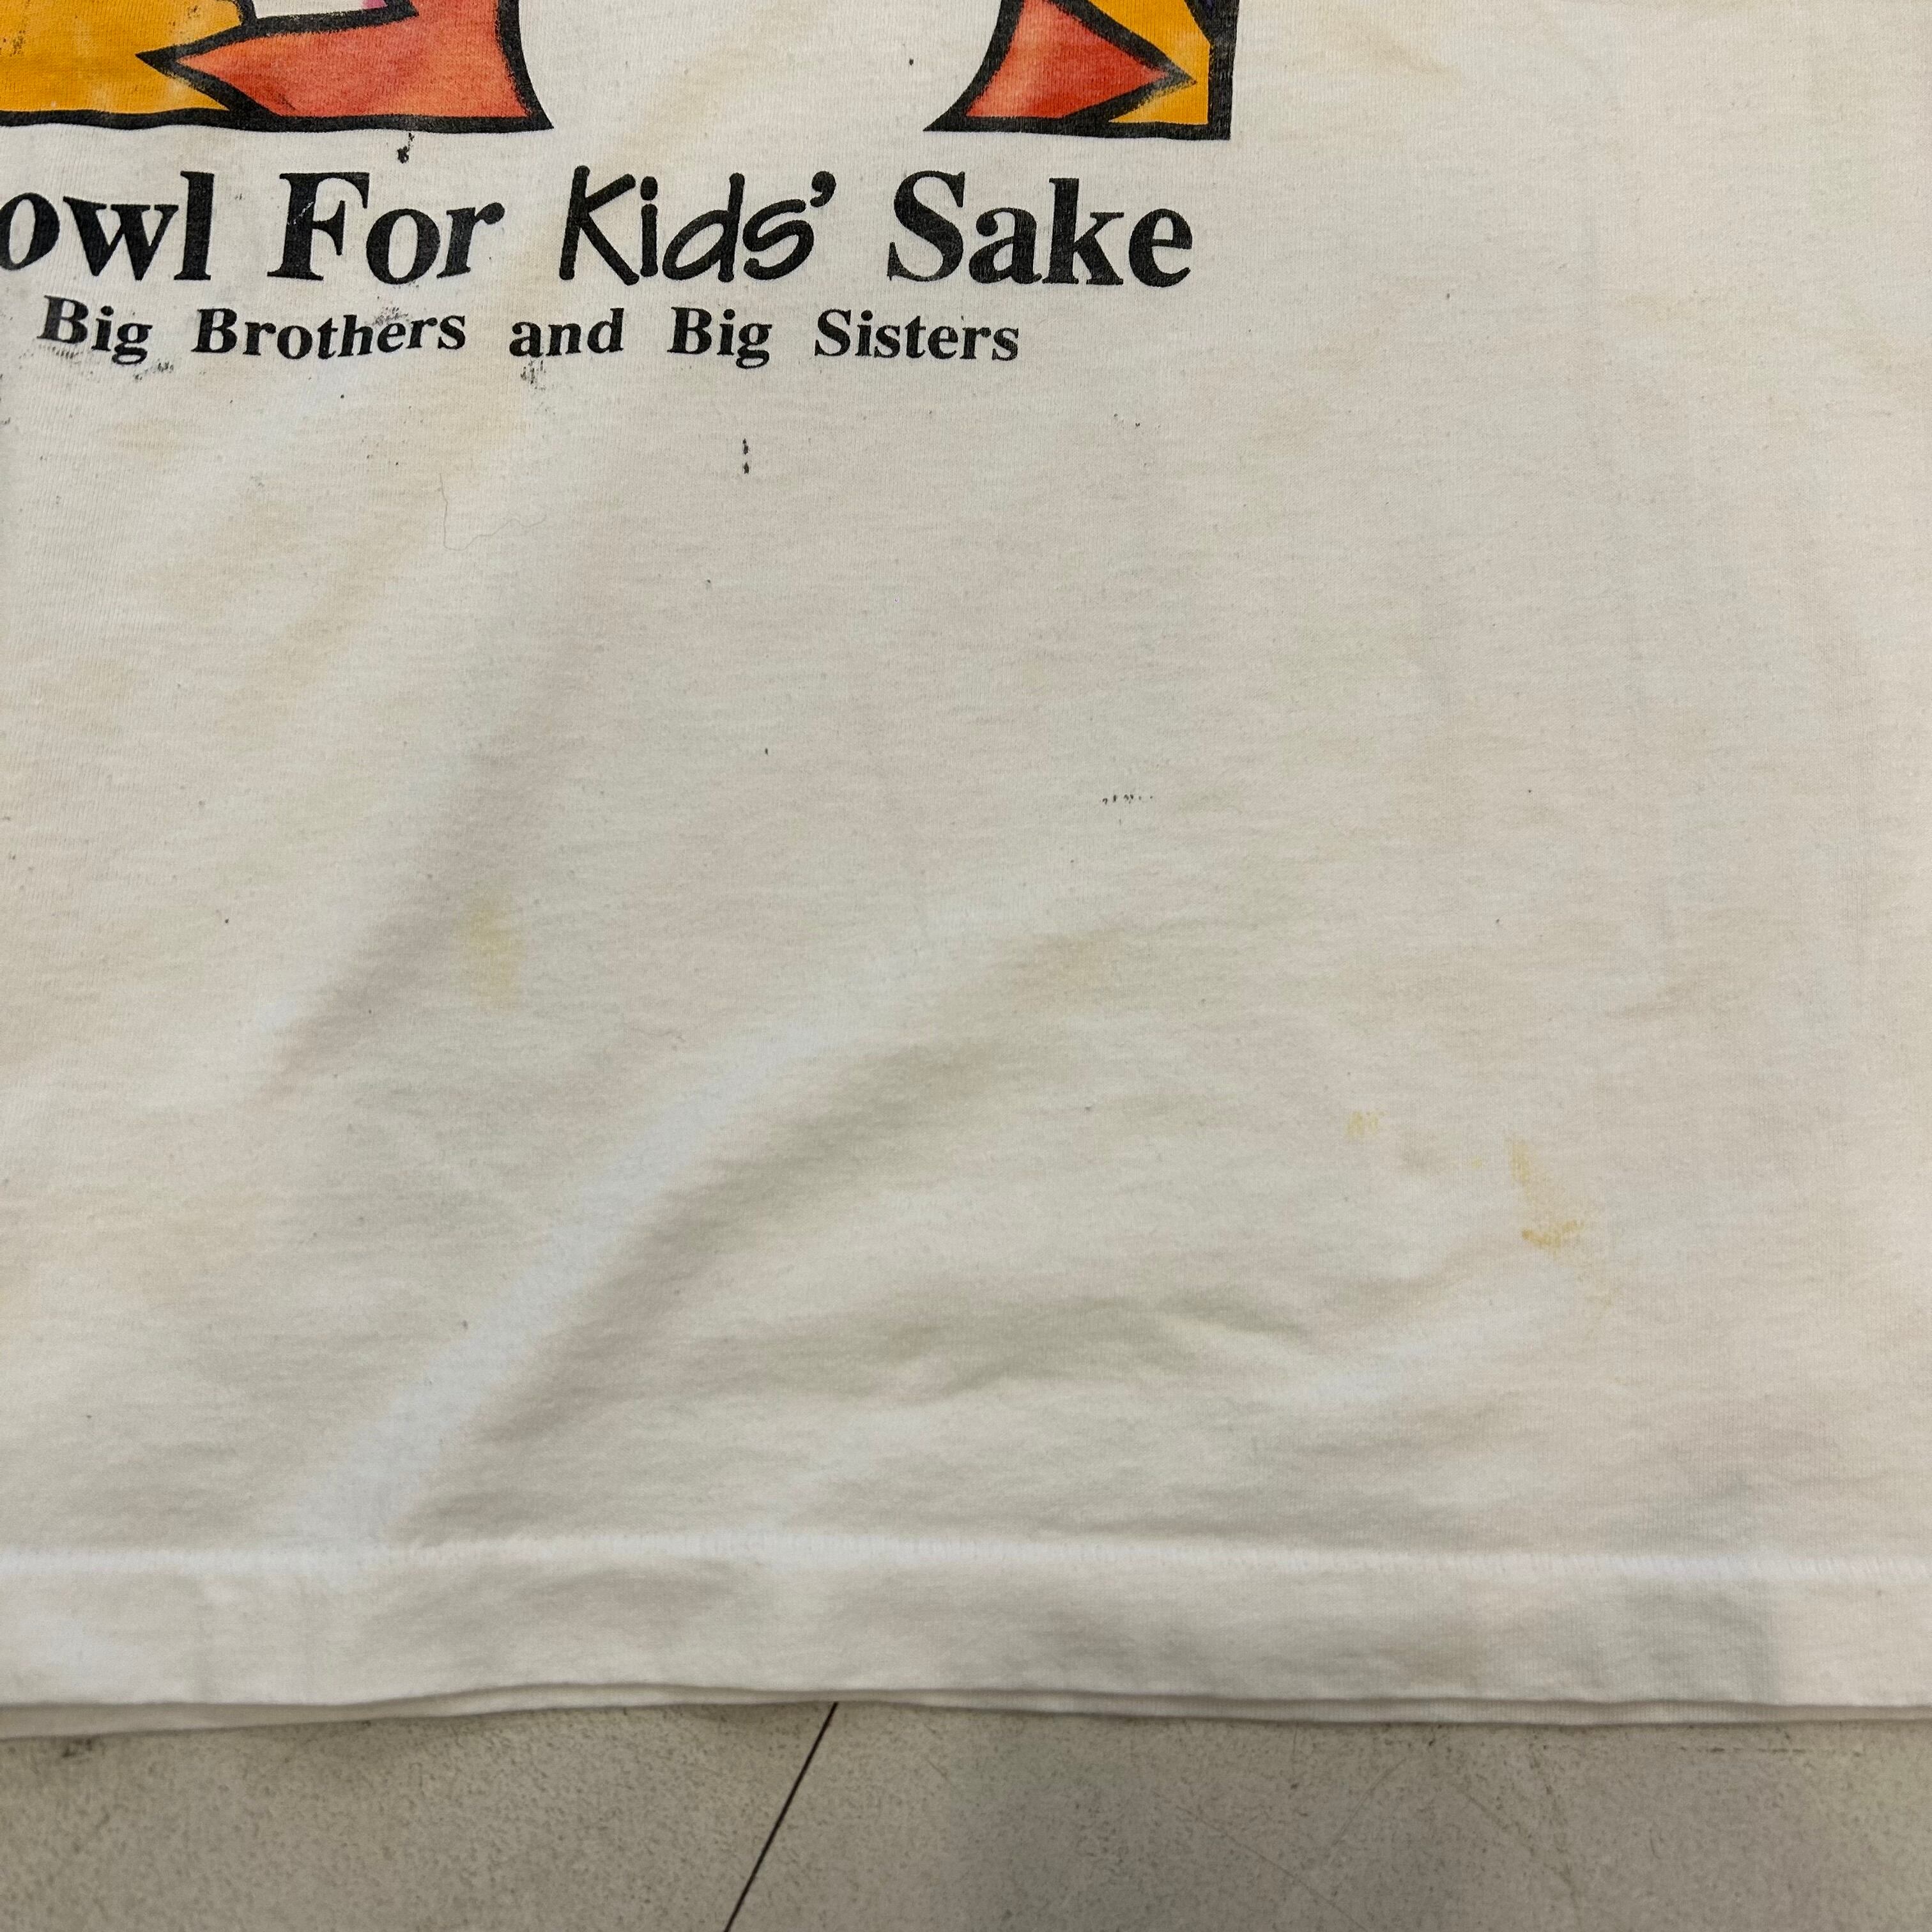 owl For Kids' Sake
Big Brothers and Big Sisters